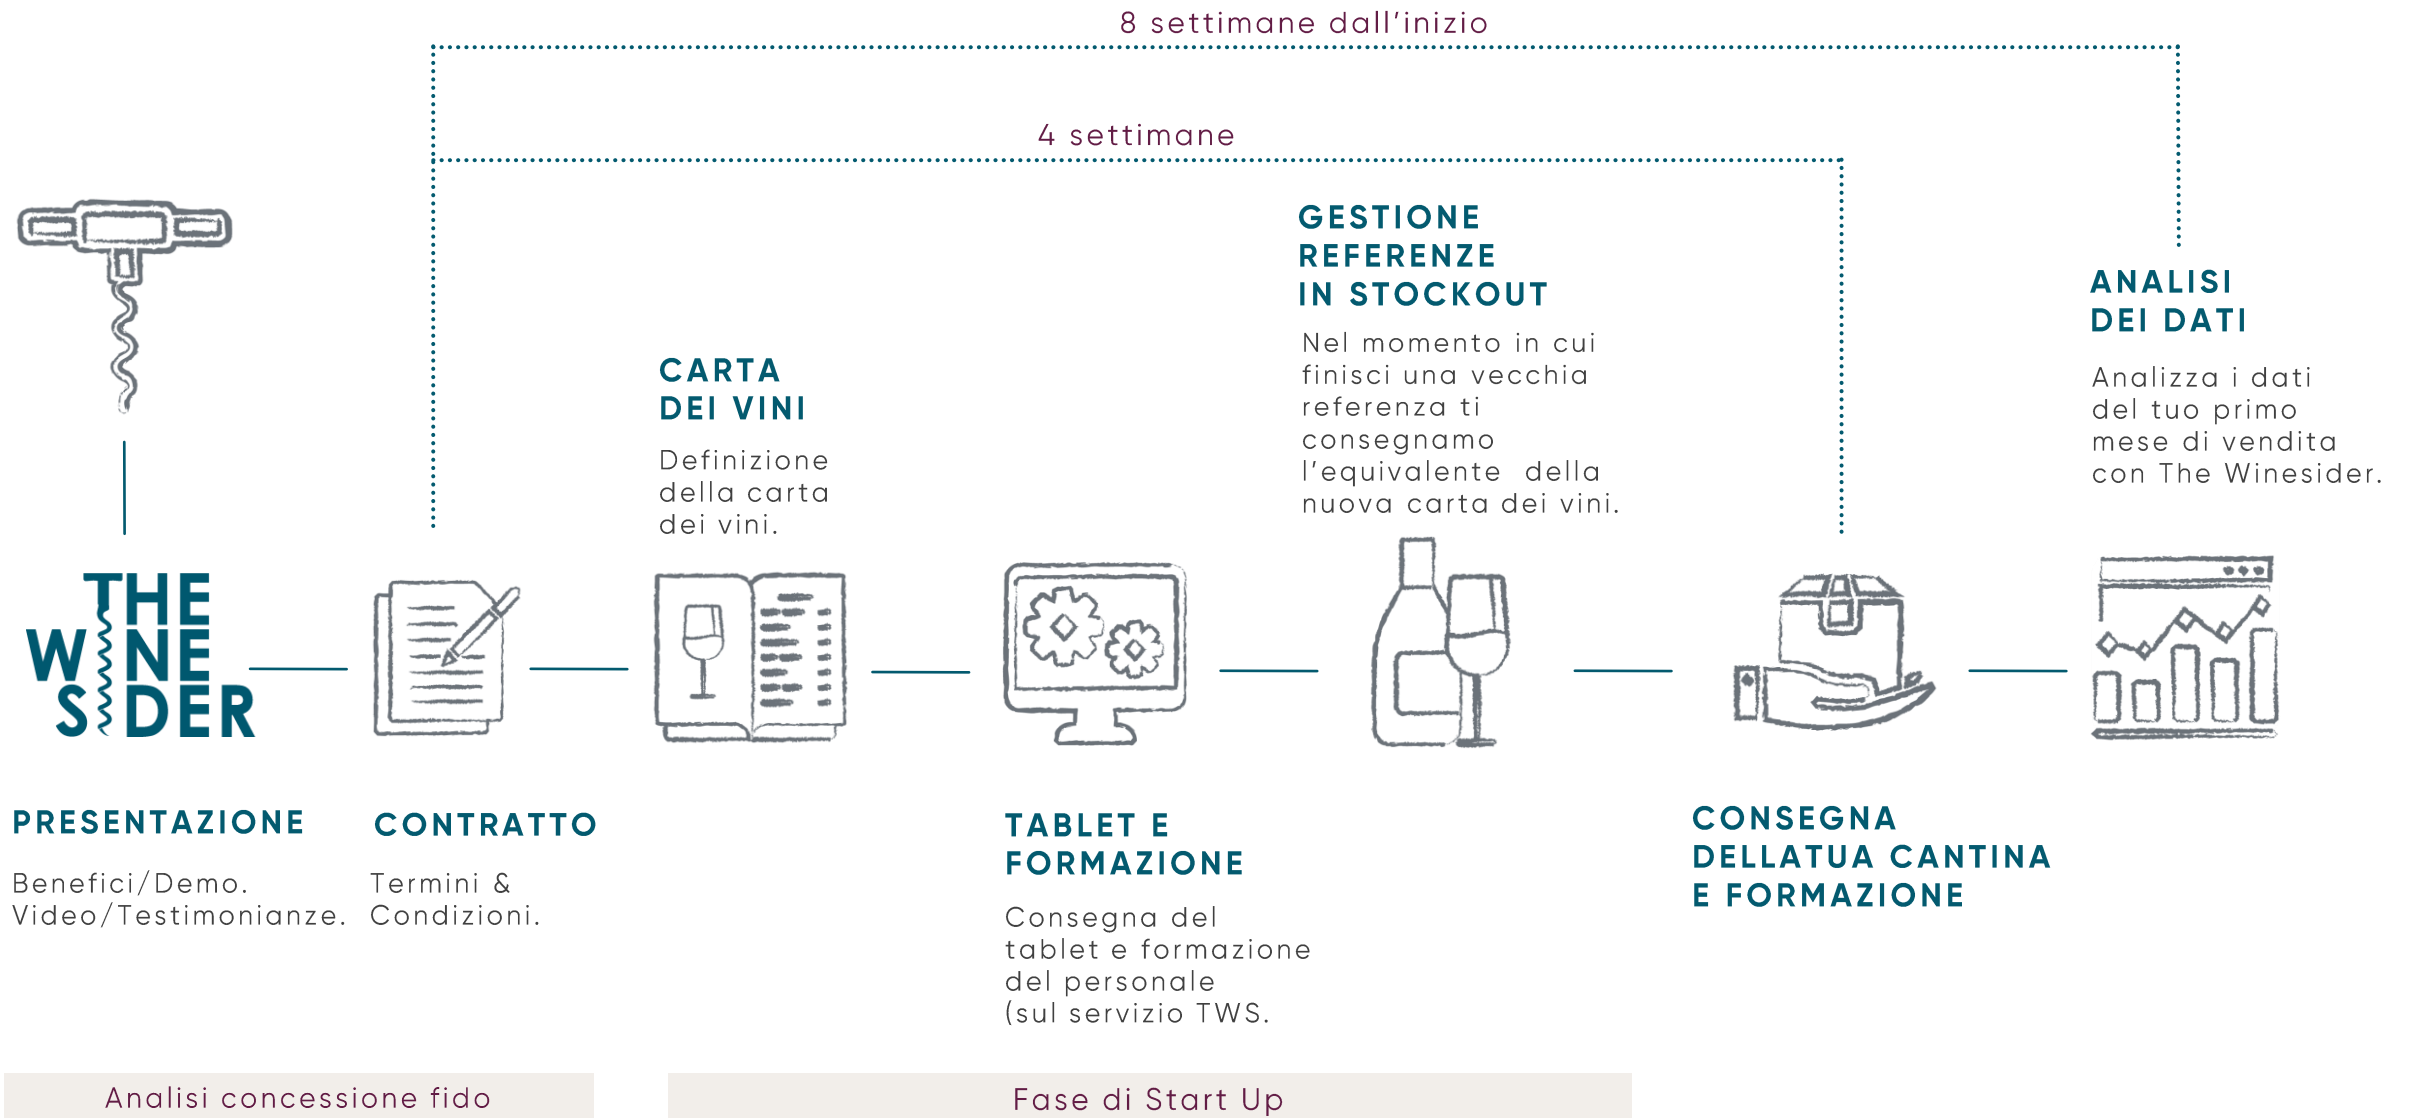 8 settimane dall'inizio
4 settimane
GESTIONE
REFERENZE
IN STOCKOUT
Nel momento in cui
finisci una vecchia
referenza ti
consegnamo
l'equivalente della
nuova carta dei vini.
ANALISI
DEI DATI
Analizza i dati
del tuo primo
mese di vendita
con The Winesider.
CARTA
DEI VINI
Definizione
della carta
dei vini.
THE
WINE
SIDER
PRESENTAZIONE
Benefici/Demo.
Video/Testimonianze.
CONTRATTO
Termini &
Condizioni.
TABLET E
FORMAZIONE
Consegna del
tablet e formazione
del personale
(sul servizio TWS.
CONSEGNA
DELLATUA CANTINA
E FORMAZIONE
Analisi concessione fido
Fase di Start Up